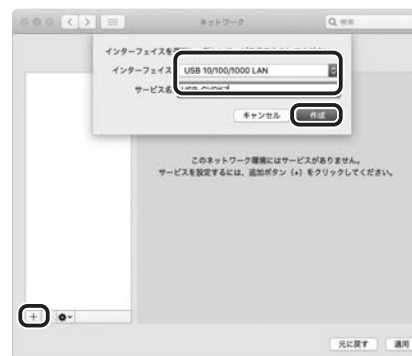 ネットワーク
検索
インターフェイス
USB 10/100/1000 LAN
サービス名
キャンセル
作成
このネットワーク環境にはサービスがありません。
サービスを設定するには、追加ボタン（+）をクリックしてください。
+
元に戻す
適用